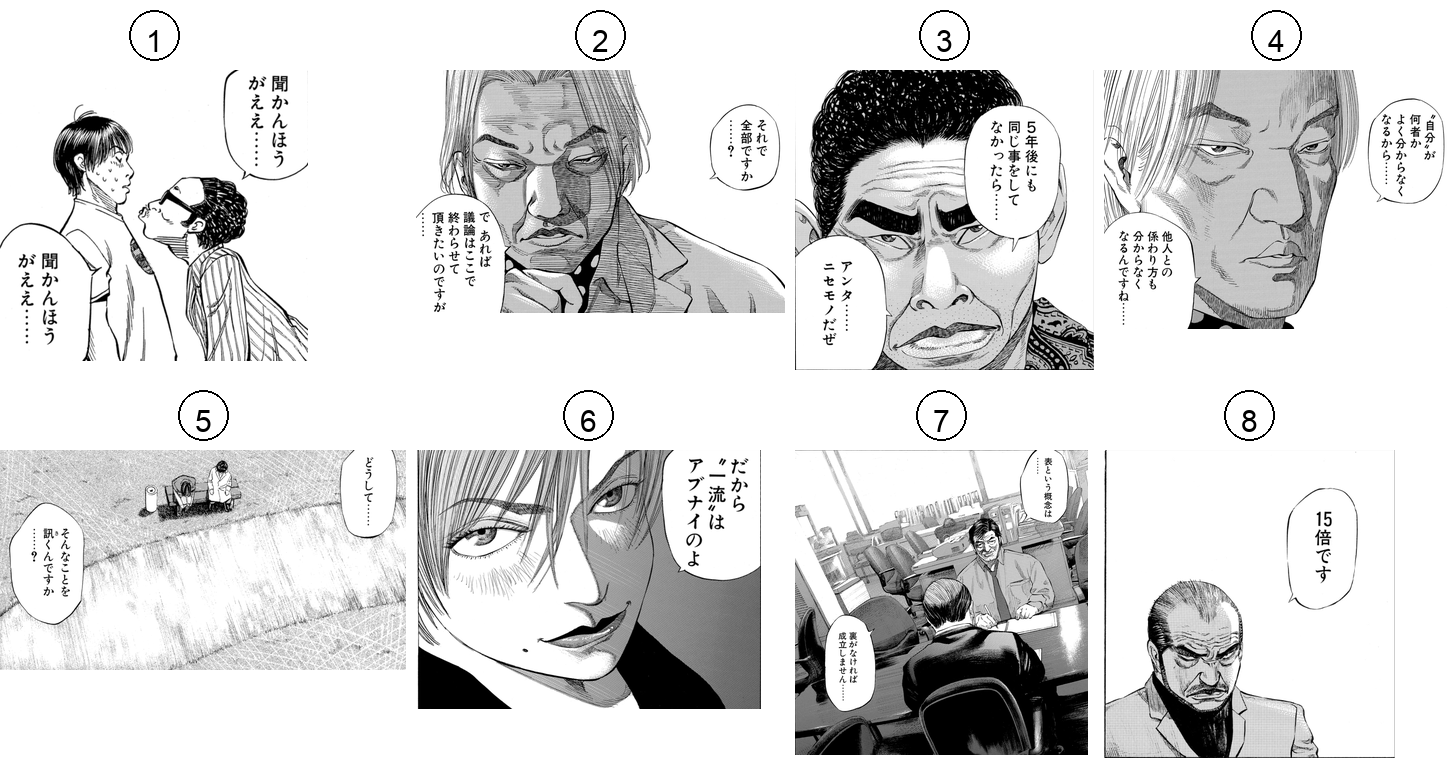 1
聞かんほう
がええ……
聞かんほう
がええ……
2
それで
全部ですか
……?
で あれば
議論はここで
終わらせて
頂きたいのですが
……
3
5年後にも
同じ事をして
なかったら……
アンタ……
ニセモノだぜ
4
〝自分〟が
何者か
よく分からなく
なるから……
他人との
係わり方も
分からなく
なるんですね……
5
どうして……
そんなことを
訊くんですか
……?
6
だから
〝一流〟は
アブナイのよ
7
表という概念は
……
裏がなければ
成立しません……
8
15倍です